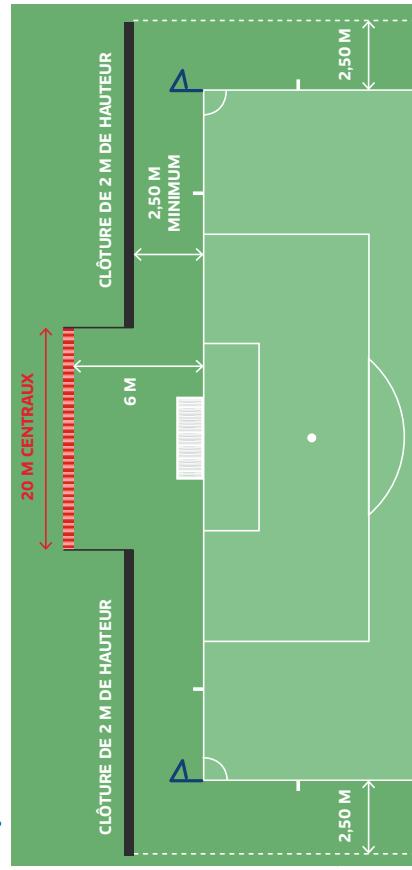 20 M CENTRAUX
CLÔTURE DE 2 M DE HAUTEUR
CLÔTURE DE 2 M DE HAUTEUR
6 M
2,50 M
MINIMUM
2,50 M
2,50 M